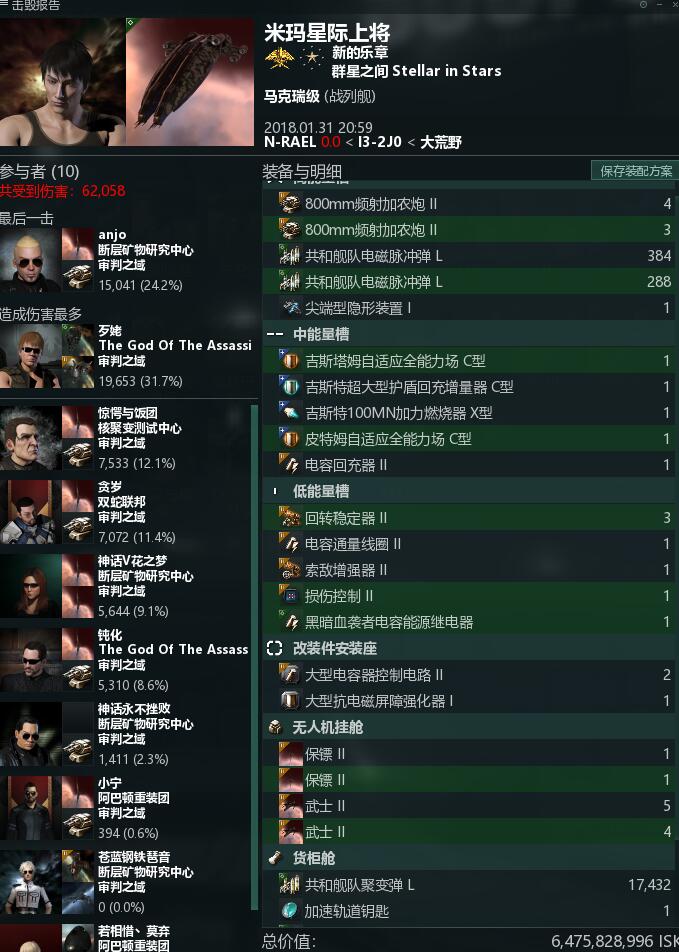 击毁报告
米玛星际上将
新的乐章
群星之间 Stellar in Stars
马克瑞级 (战列舰)
2018.01.31 20:59
N-RAEL 0.0 < I3-2J0 < 大荒野
参与者 (10)
共受到伤害: 62,058
最后一击
anjo
断层矿物研究中心
审判之域
15,041 (24.2%)
造成伤害最多
歹姥
The God Of The Assassi
审判之域
19,653 (31.7%)
惊愕与饭团
核聚变测试中心
审判之域
7,533 (12.1%)
贪岁
双蛇联邦
审判之域
7,072 (11.4%)
神话V花之梦
断层矿物研究中心
审判之域
5,644 (9.1%)
钝化
The God Of The Assass
审判之域
5,310 (8.6%)
神话永不挫败
断层矿物研究中心
审判之域
1,411 (2.3%)
小宁
阿巴顿重装团
审判之域
394 (0.6%)
苍蓝钢铁琶音
断层矿物研究中心
审判之域
0 (0.0%)
若相惜、莫弃
阿巴顿重装团
装备与明细
保存装配方案
高能量槽
800mm频射加农炮 II 4
800mm频射加农炮 II 3
共和舰队电磁脉冲弹 L 384
共和舰队电磁脉冲弹 L 288
尖端型隐形装置 I 1
中能量槽
吉斯塔姆自适应全能力场 C型 1
吉斯特超大型护盾回充增量器 C型 1
吉斯特100MN加力燃烧器 X型 1
皮特姆自适应全能力场 C型 1
电容回充器 II 1
低能量槽
回转稳定器 II 3
电容通量线圈 II 1
索敌增强器 II 1
损伤控制 II 1
黑暗血袭者电容能源继电器 1
改装件安装座
大型电容器控制电路 II 2
大型抗电磁屏障强化器 I 1
无人机挂舱
保镖 II 1
保镖 II 1
武士 II 5
武士 II 4
货柜舱
共和舰队聚变弹 L 17,432
加速轨道钥匙 1
总价值: 6,475,828,996 ISK